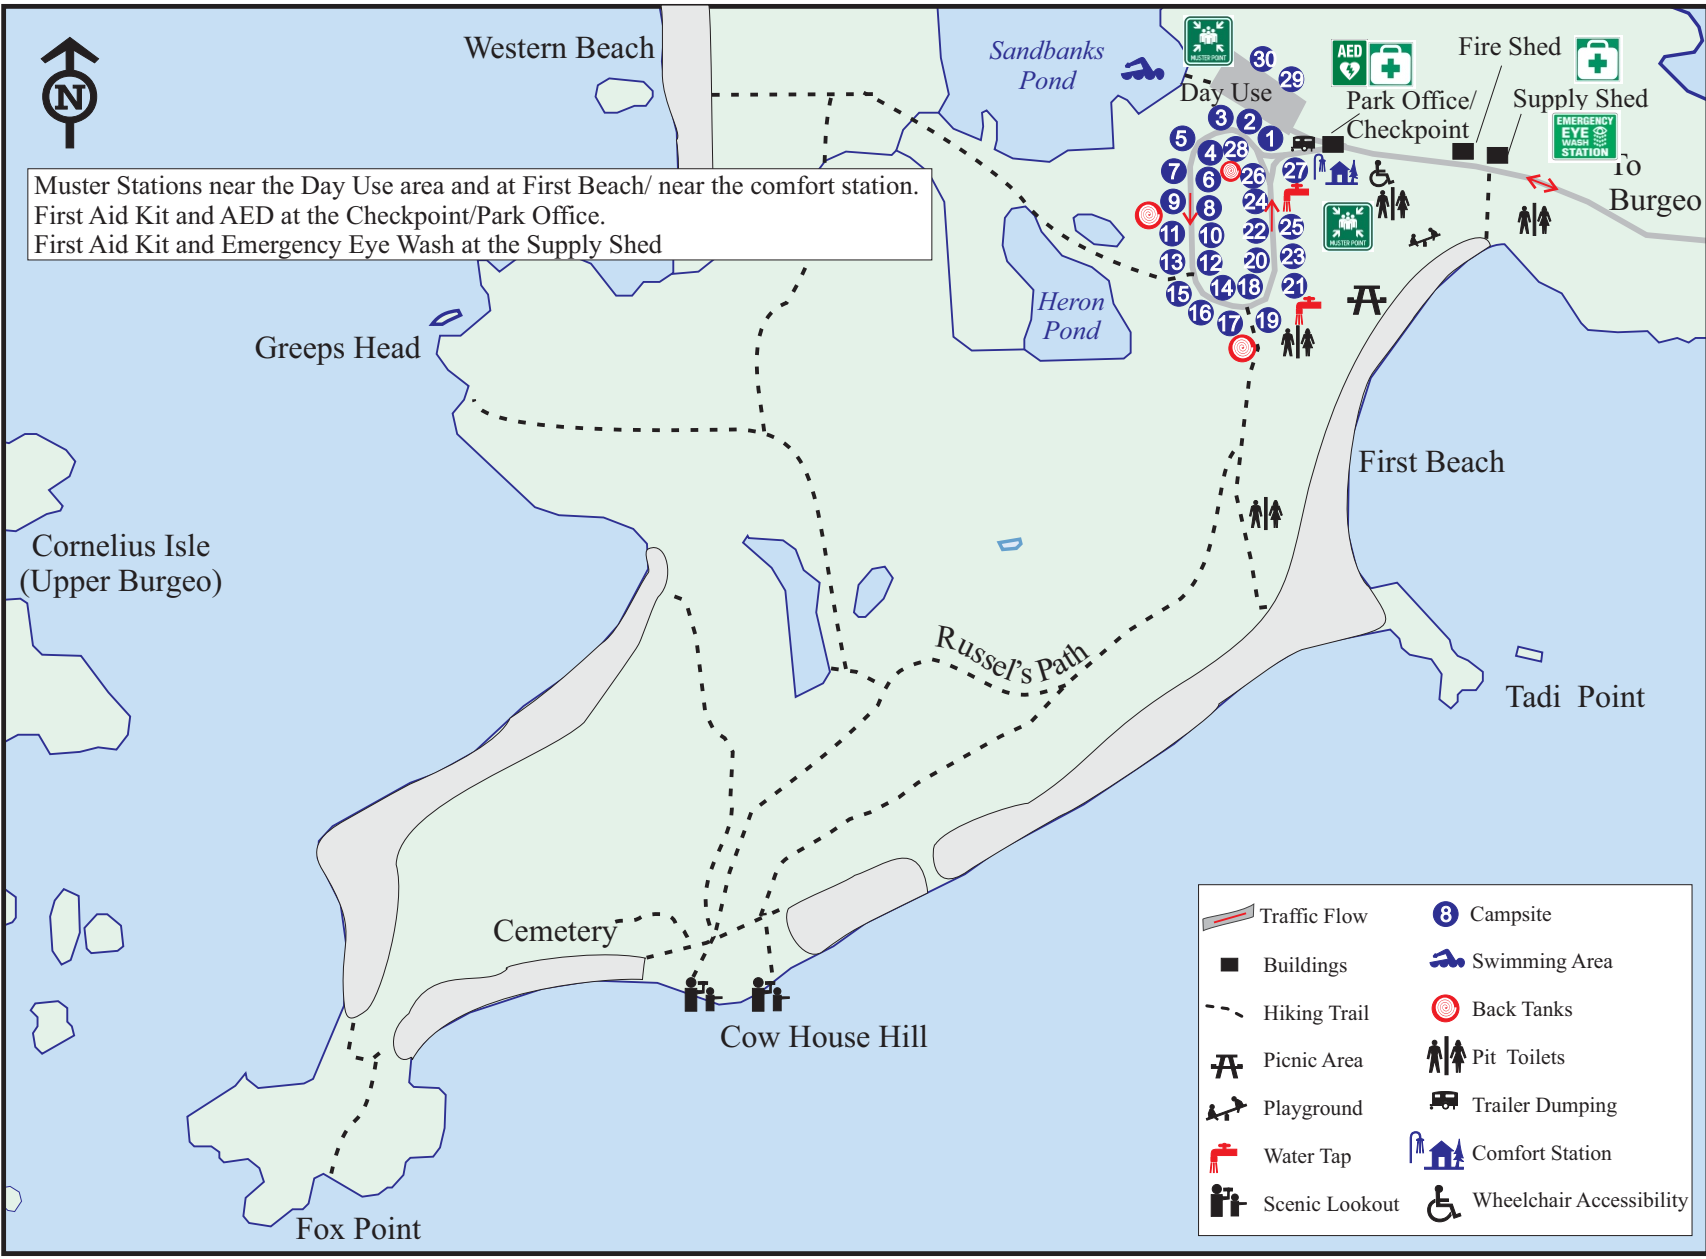 N
Western Beach
Sandbanks
Pond
MUSTER POINT
Day Use
AED
Fire Shed
Supply Shed
Park Office/
Checkpoint
EMERGENCY
EYE
WASH
STATION
To
Burgeo
Muster Stations near the Day Use area and at First Beach/ near the comfort station.
First Aid Kit and AED at the Checkpoint/Park Office.
First Aid Kit and Emergency Eye Wash at the Supply Shed
30
29
3
2
1
5
4
28
7
6
26
27
9
8
24
11
10
22
25
13
12
20
23
15
14
18
21
16
17
19
MUSTER POINT
Heron
Pond
Greeps Head
First Beach
Cornelius Isle
(Upper Burgeo)
Russel's Path
Tadi Point
Cemetery
Cow House Hill
Fox Point
Traffic Flow
8 Campsite
Buildings
Swimming Area
Hiking Trail
Back Tanks
Picnic Area
Pit Toilets
Playground
Trailer Dumping
Water Tap
Comfort Station
Scenic Lookout
Wheelchair Accessibility